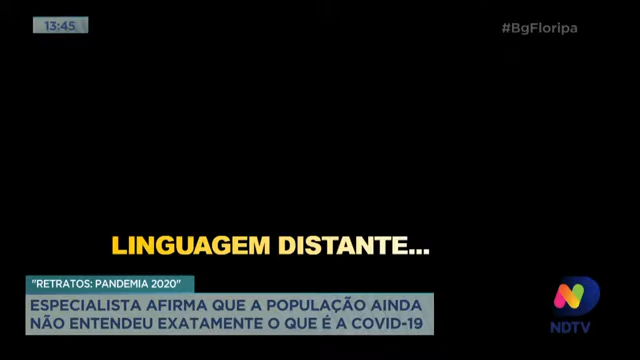 13:45
#BgFloripa
LINGUAGEM DISTANTE...
"RETRATOS: PANDEMIA 2020"
ESPECIALISTA AFIRMA QUE A POPULAÇÃO AINDA
NÃO ENTENDEU EXATAMENTE O QUE É A COVID-19
NDTV